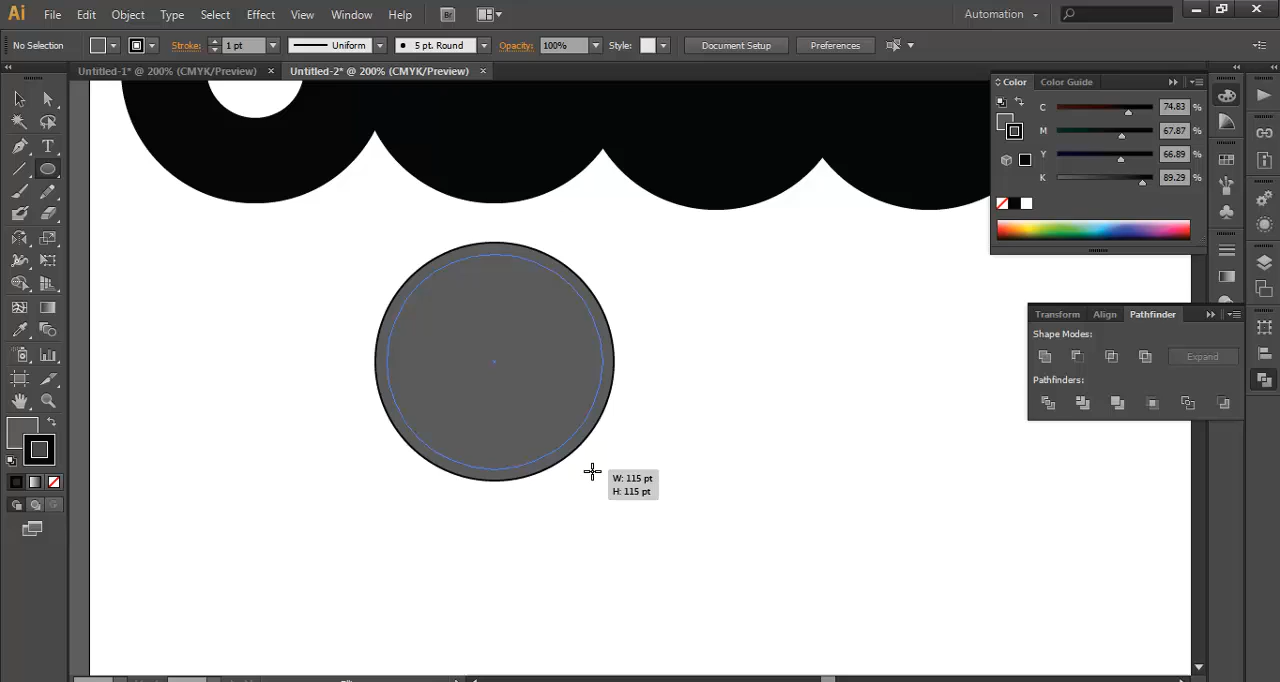 Ai File Edit Object Type Select Effect View Window Help Br Automation
No Selection Stroke: 1 pt Uniform 5 pt. Round Opacity: 100% Style: Document Setup Preferences
Untitled-1* @ 200% (CMYK/Preview) × Untitled-2* @ 200% (CMYK/Preview) ×
Color Color Guide
C 74.83 %
M 67.87 %
Y 66.89 %
K 89.29 %
Transform Align Pathfinder
Shape Modes:
Expand
Pathfinders:
W: 115 pt
H: 115 pt